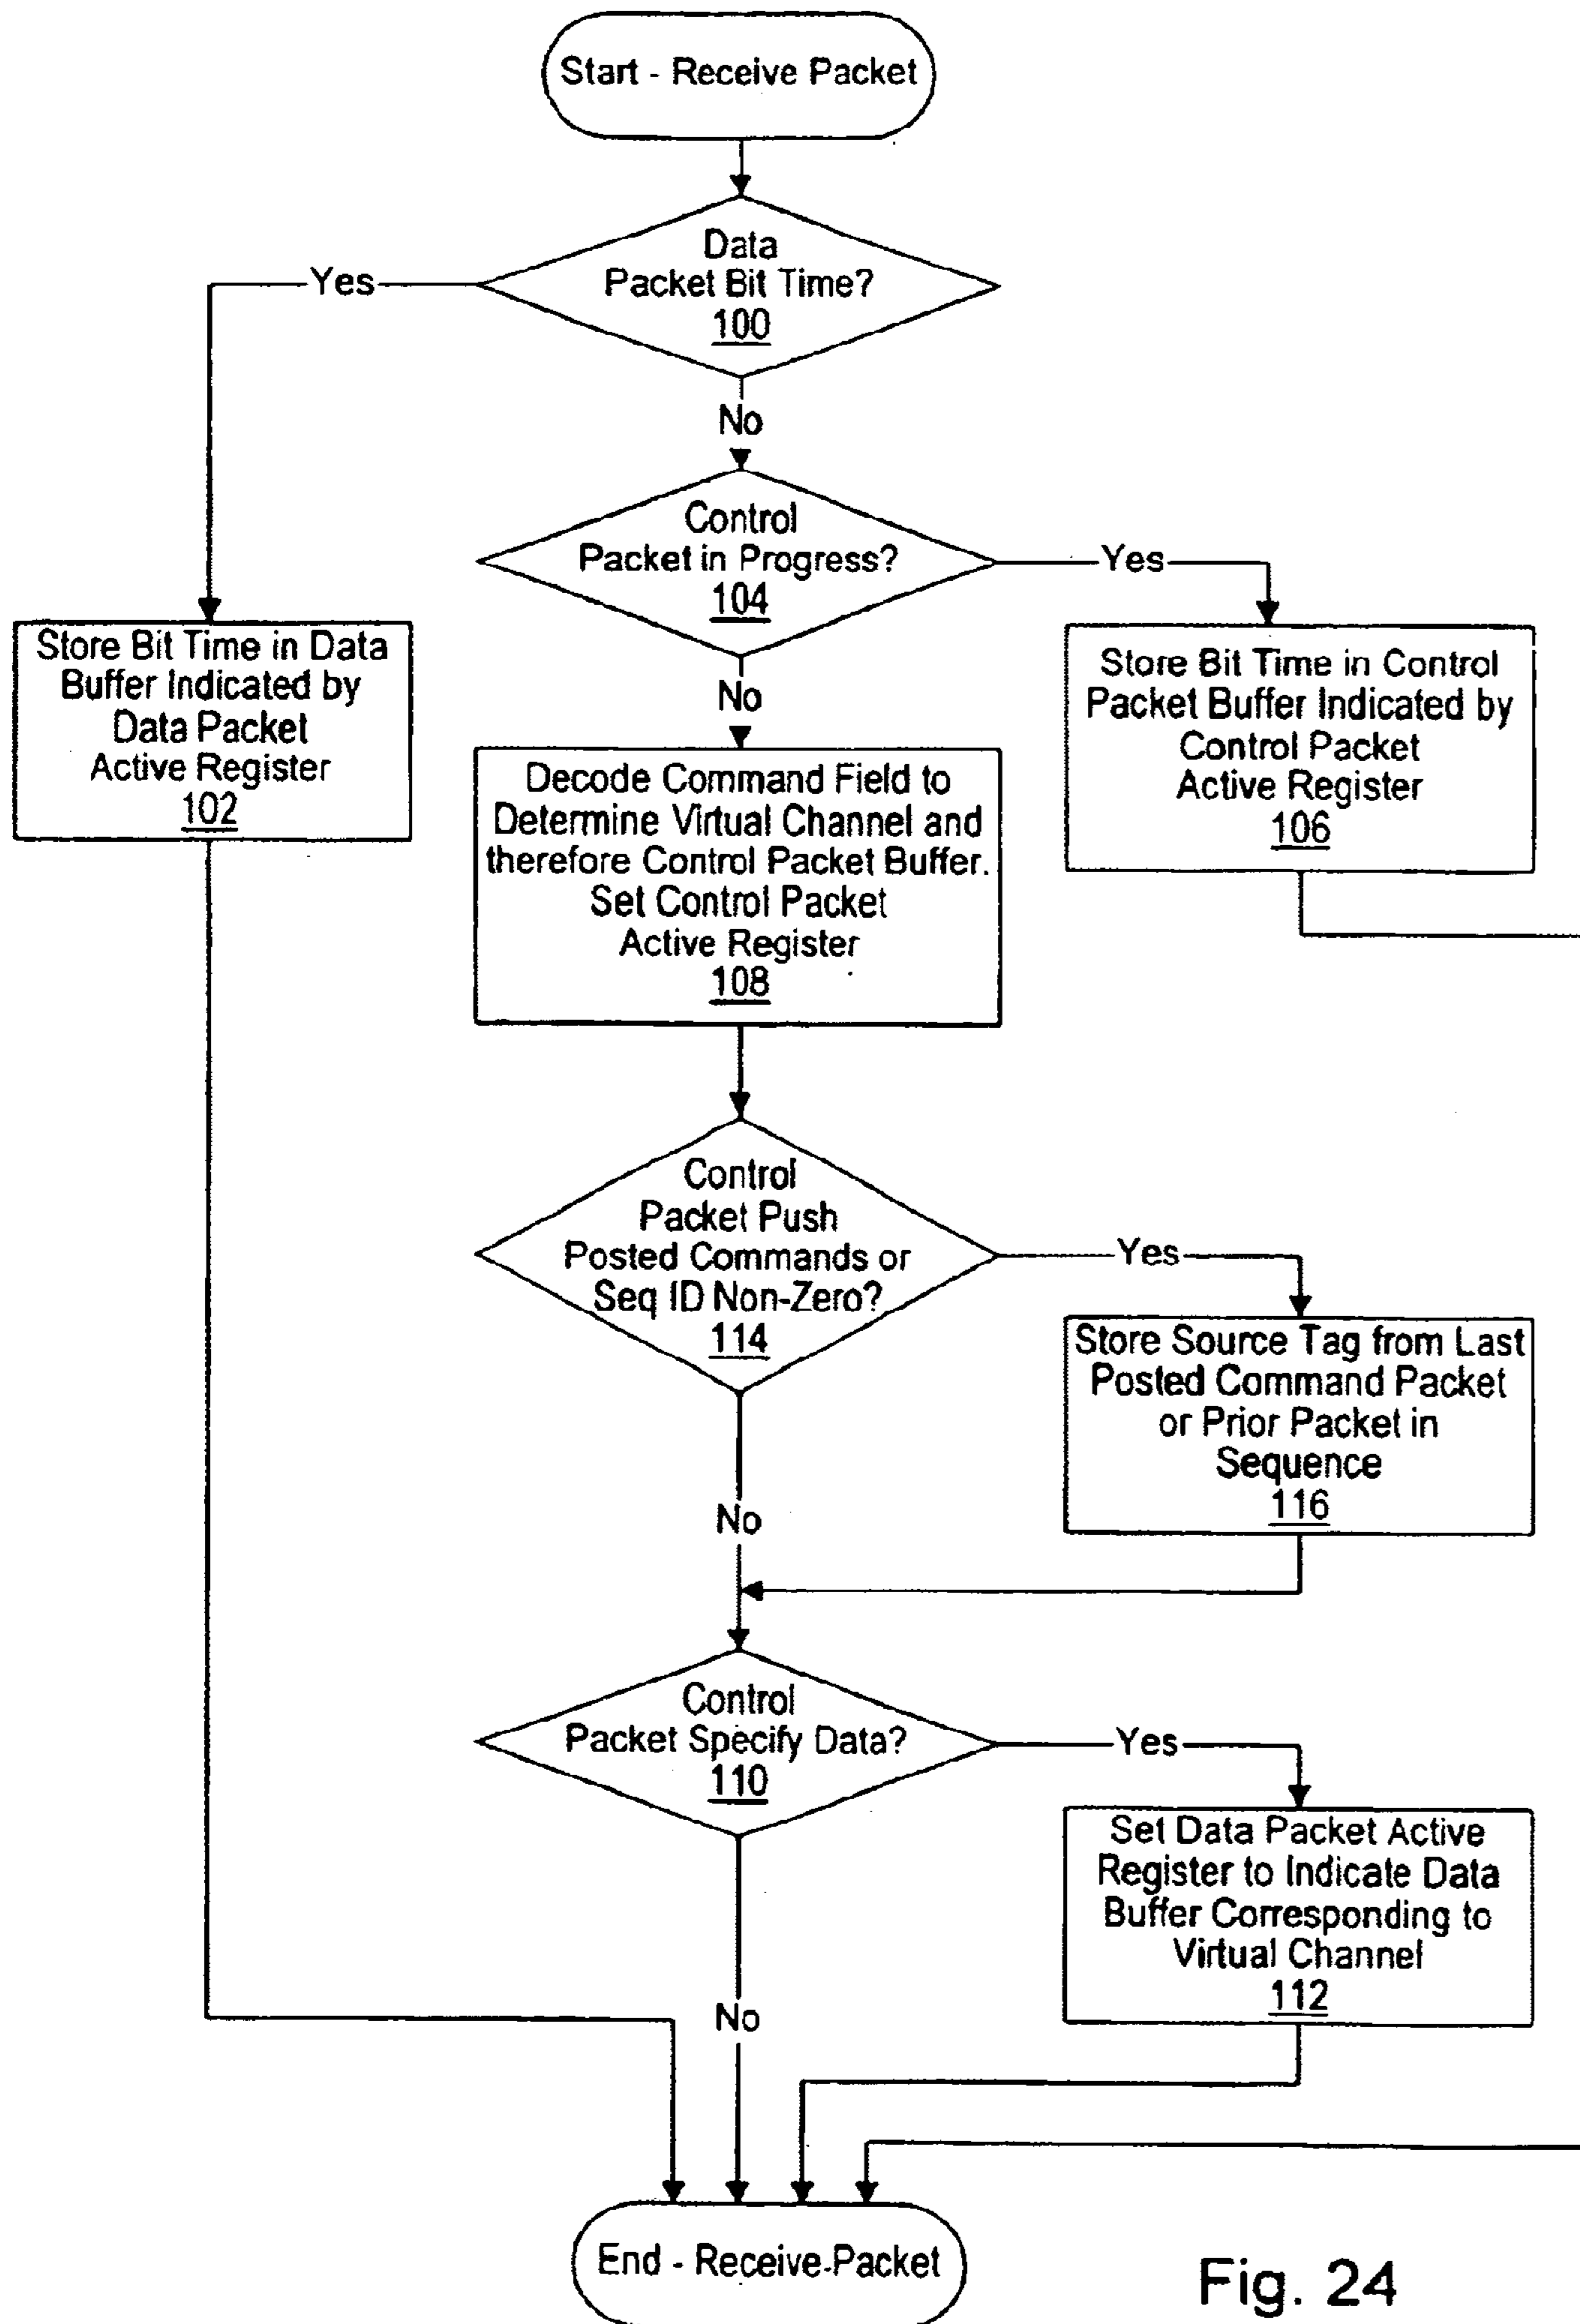 Start - Receive Packet
Data
Packet Bit Time?
100
Yes
No
Control
Packet in Progress?
104
Yes
No
Store Bit Time in Data
Buffer Indicated by
Data Packet
Active Register
102
Store Bit Time in Control
Packet Buffer Indicated by
Control Packet
Active Register
106
Decode Command Field to
Determine Virtual Channel and
therefore Control Packet Buffer.
Set Control Packet
Active Register
108
Control
Packet Push
Posted Commands or
Seq ID Non-Zero?
114
Yes
No
Store Source Tag from Last
Posted Command Packet
or Prior Packet in
Sequence
116
Control
Packet Specify Data?
110
Yes
No
Set Data Packet Active
Register to Indicate Data
Buffer Corresponding to
Virtual Channel
112
End - Receive-Packet
Fig. 24